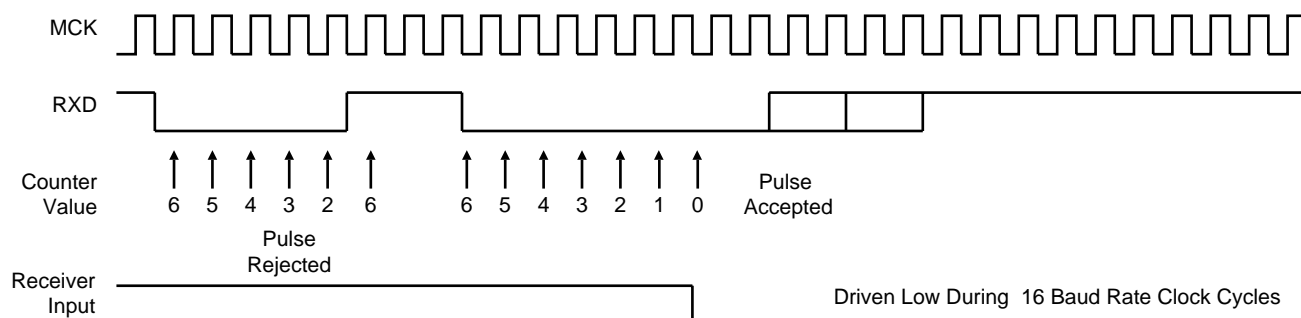 MCK
RXD
Counter
Value
6 5 4 3 2 6 6 5 4 3 2 1 0
Pulse
Accepted
Pulse
Rejected
Receiver
Input
Driven Low During 16 Baud Rate Clock Cycles